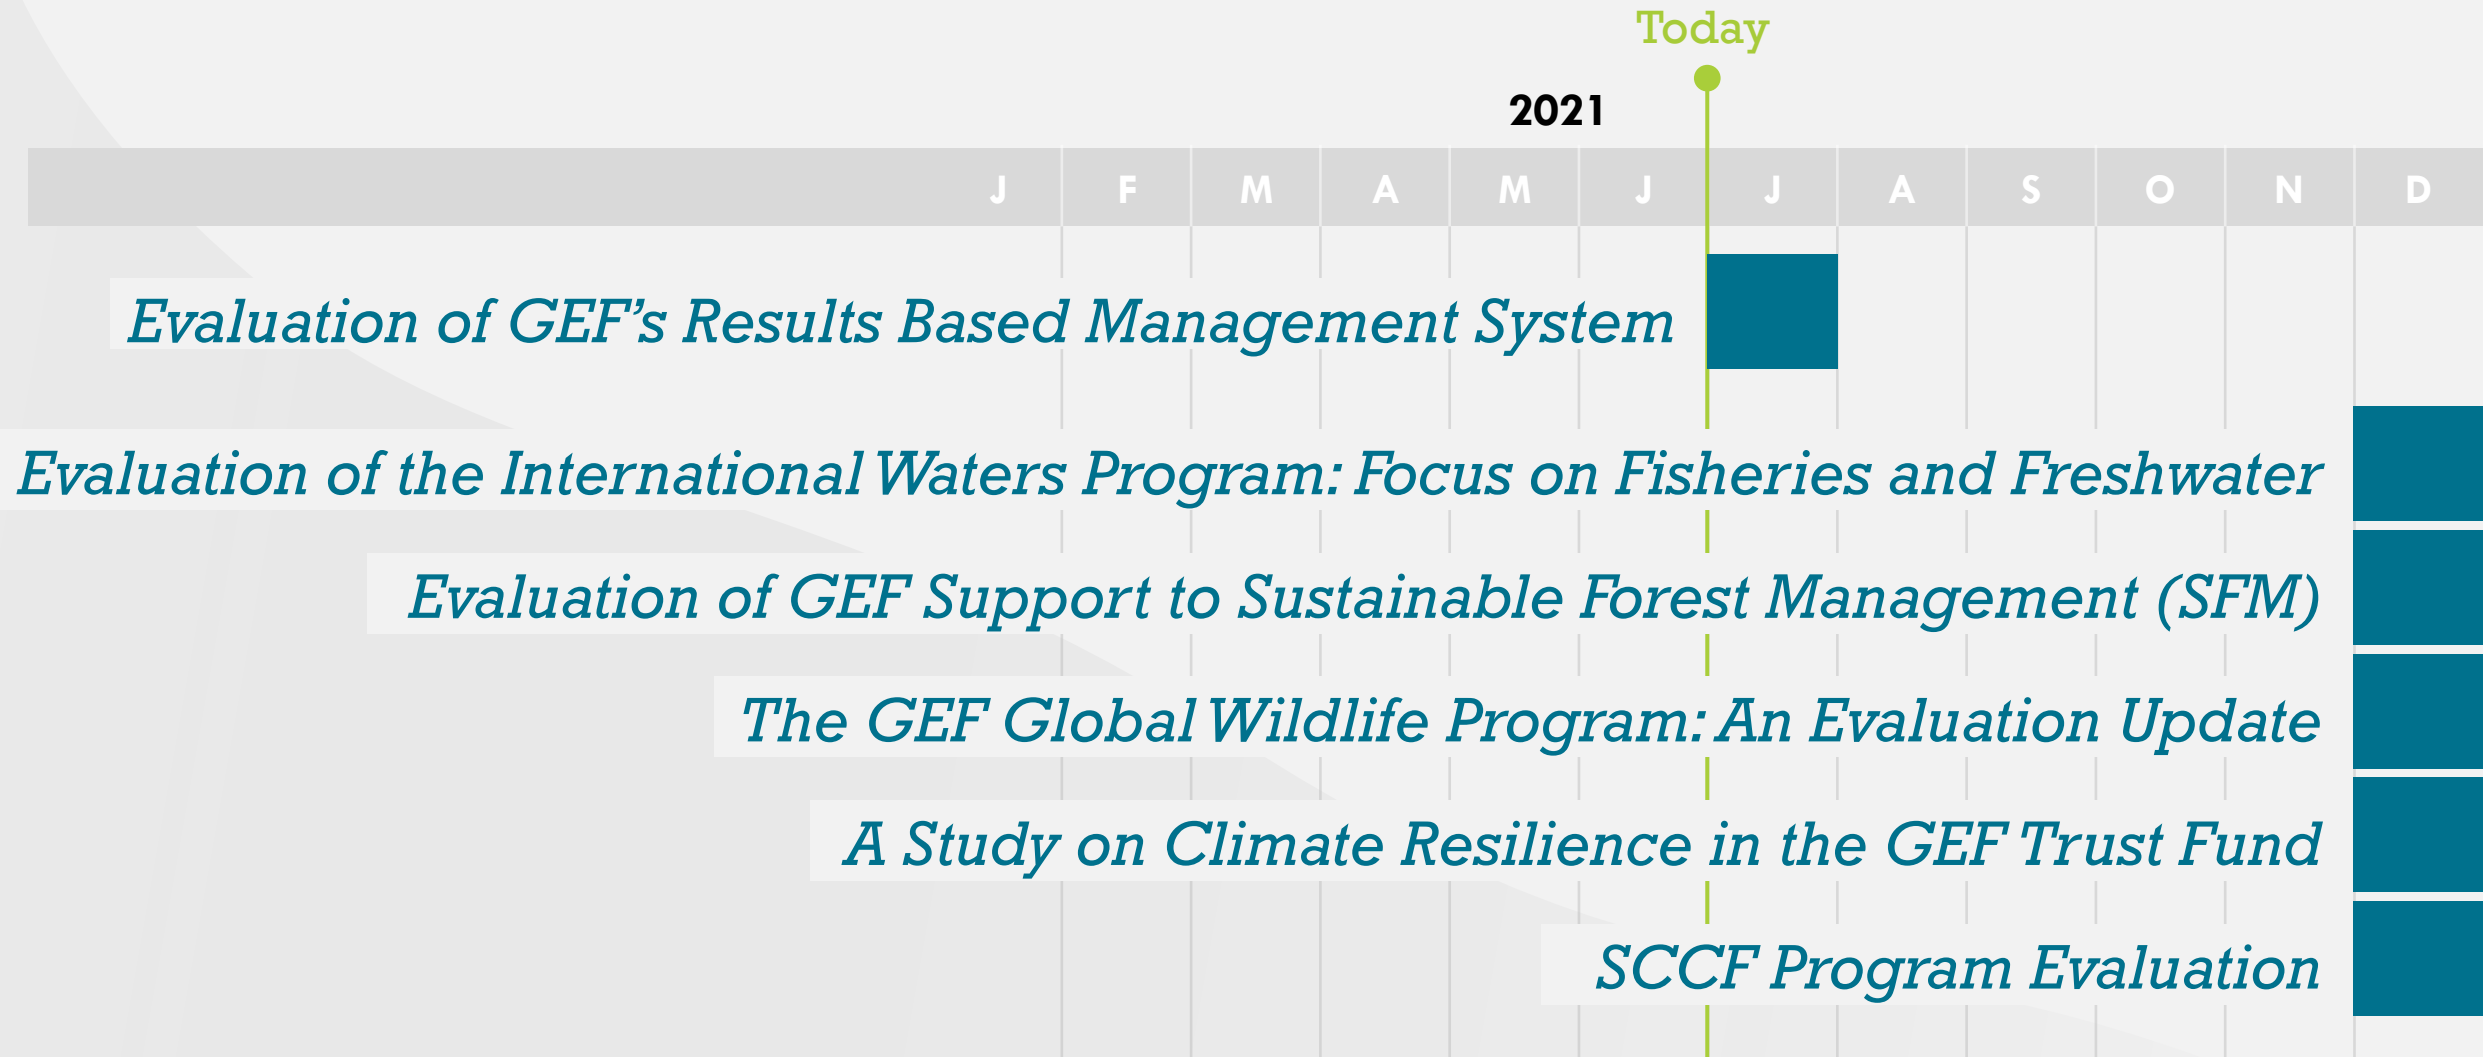 Today
2021
J F M A M J J A S O N D
Evaluation of GEF’s Results Based Management System
Evaluation of the International Waters Program: Focus on Fisheries and Freshwater
Evaluation of GEF Support to Sustainable Forest Management (SFM)
The GEF Global Wildlife Program: An Evaluation Update
A Study on Climate Resilience in the GEF Trust Fund
SCCF Program Evaluation